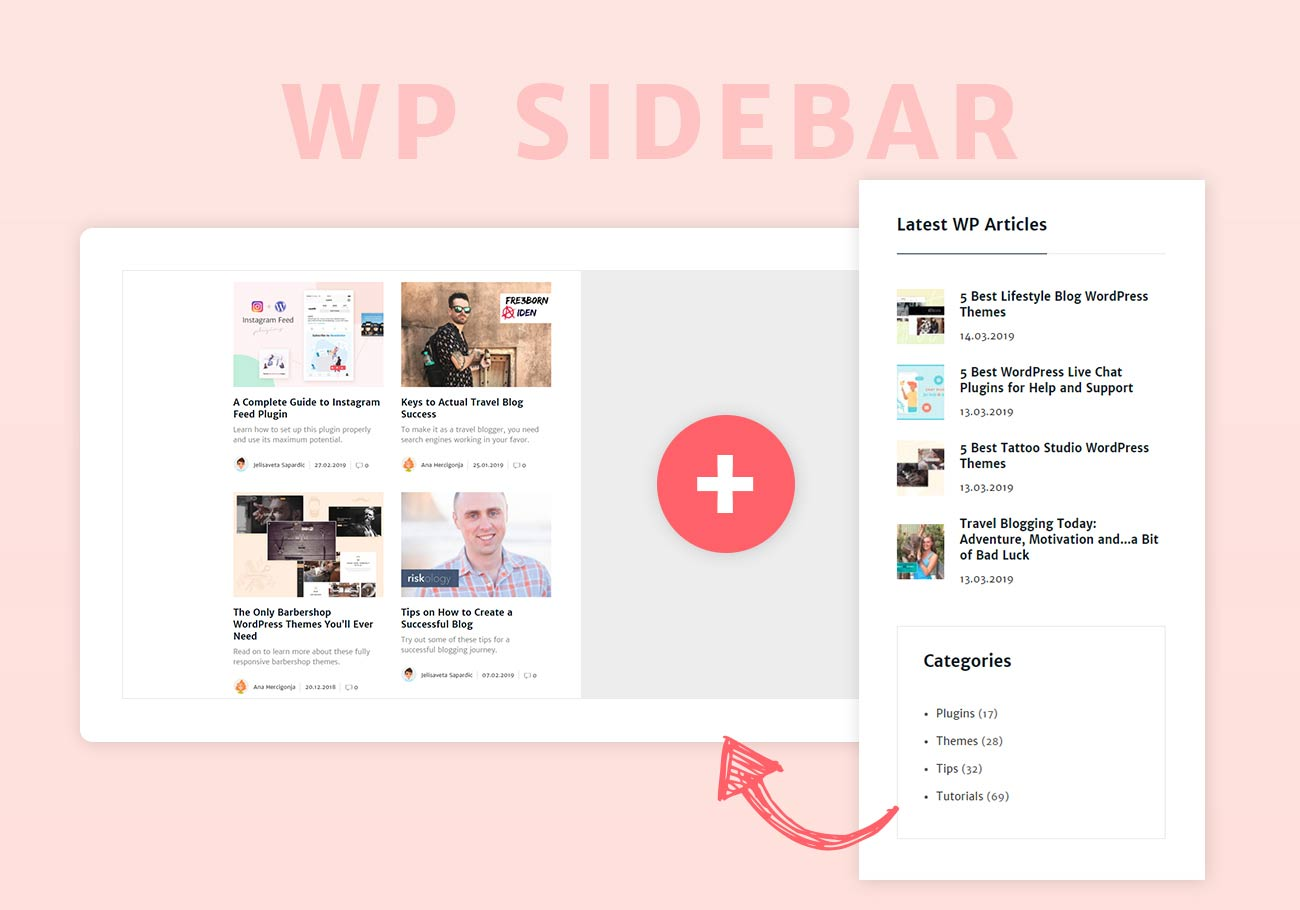 WP SIDEBAR
Instagram Feed
plugins
A Complete Guide to Instagram
Feed Plugin
Learn how to set up this plugin properly
and use its maximum potential.
Jelisaveta Sapardic | 27.02.2019 | 0
FRE3BORN
AIDEN
Keys to Actual Travel Blog
Success
To make it as a travel blogger, you need
search engines working in your favor.
Ana Hercigonja | 25.01.2019 | 0
The Only Barbershop
WordPress Themes You'll Ever
Need
Read on to learn more about these fully
responsive barbershop themes.
Ana Hercigonja | 20.12.2018 | 0
riskology
Tips on How to Create a
Successful Blog
Try out some of these tips for a
successful blogging journey.
Jelisaveta Sapardic | 07.02.2019 | 0
Latest WP Articles
5 Best Lifestyle Blog WordPress
Themes
14.03.2019
5 Best WordPress Live Chat
Plugins for Help and Support
13.03.2019
5 Best Tattoo Studio WordPress
Themes
13.03.2019
Travel Blogging Today:
Adventure, Motivation and...a Bit
of Bad Luck
13.03.2019
Categories
• Plugins (17)
• Themes (28)
• Tips (32)
• Tutorials (69)